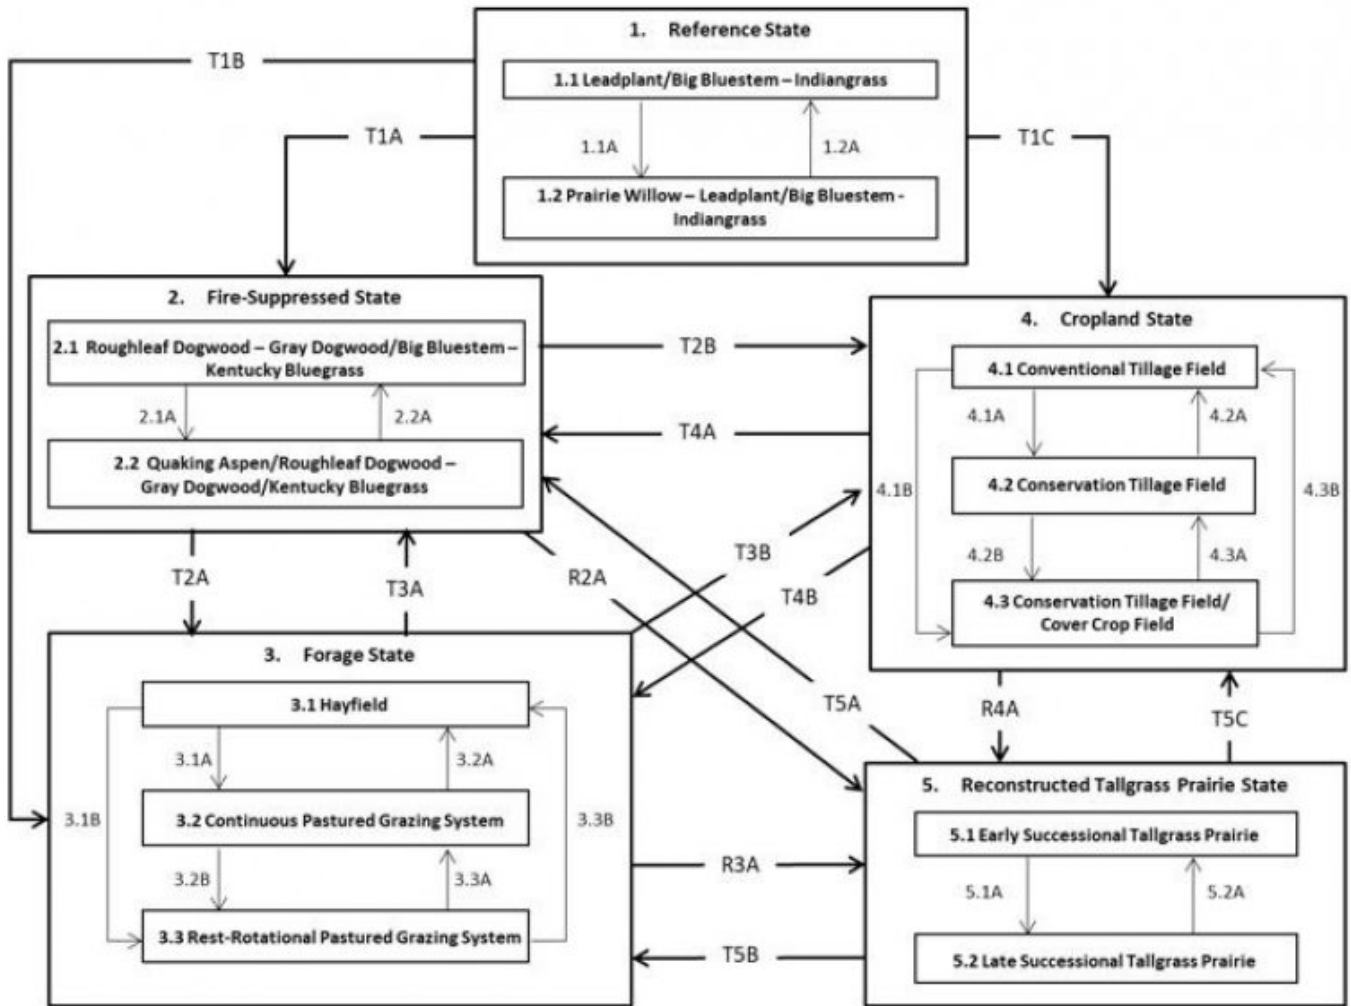 1. Reference State
1.1 Leadplant/Big Bluestem – Indiangrass
1.1A
1.2A
1.2 Prairie Willow – Leadplant/Big Bluestem -
Indiangrass
T1B
T1A
T1C
2. Fire-Suppressed State
2.1 Roughleaf Dogwood – Gray Dogwood/Big Bluestem –
Kentucky Bluegrass
2.1A
2.2A
2.2 Quaking Aspen/Roughleaf Dogwood –
Gray Dogwood/Kentucky Bluegrass
T2B
T4A
4. Cropland State
4.1 Conventional Tillage Field
4.1A
4.2A
4.1B
4.2 Conservation Tillage Field
4.3B
4.2B
4.3A
4.3 Conservation Tillage Field/
Cover Crop Field
T2A
T3A
R2A
T3B
T4B
T5A
R4A
T5C
3. Forage State
3.1 Hayfield
3.1A
3.2A
3.1B
3.2 Continuous Pastured Grazing System
3.3B
3.2B
3.3A
3.3 Rest-Rotational Pastured Grazing System
R3A
T5B
5. Reconstructed Tallgrass Prairie State
5.1 Early Successional Tallgrass Prairie
5.1A
5.2A
5.2 Late Successional Tallgrass Prairie